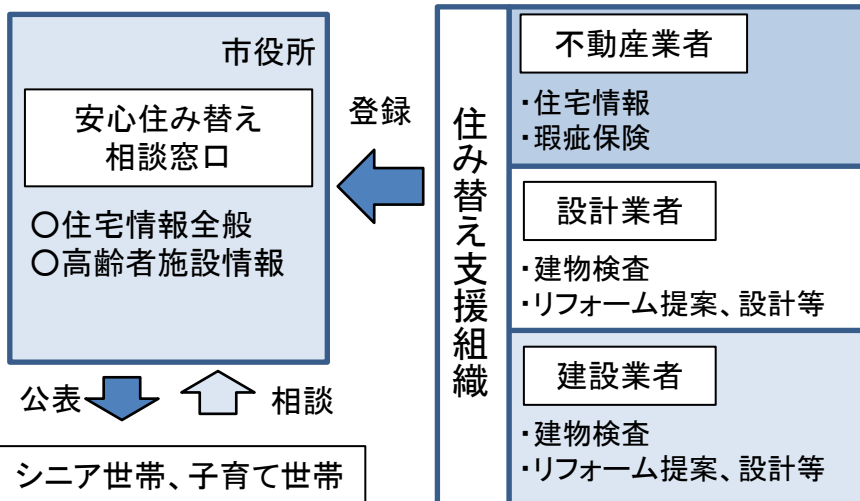 市役所
安心住み替え
相談窓口
〇住宅情報全般
〇高齢者施設情報
公表
相談
シニア世帯、子育て世帯
登録
住み替え支援組織
不動産業者
・住宅情報
・瑕疵保険
設計業者
・建物検査
・リフォーム提案、設計等
建設業者
・建物検査
・リフォーム提案、設計等